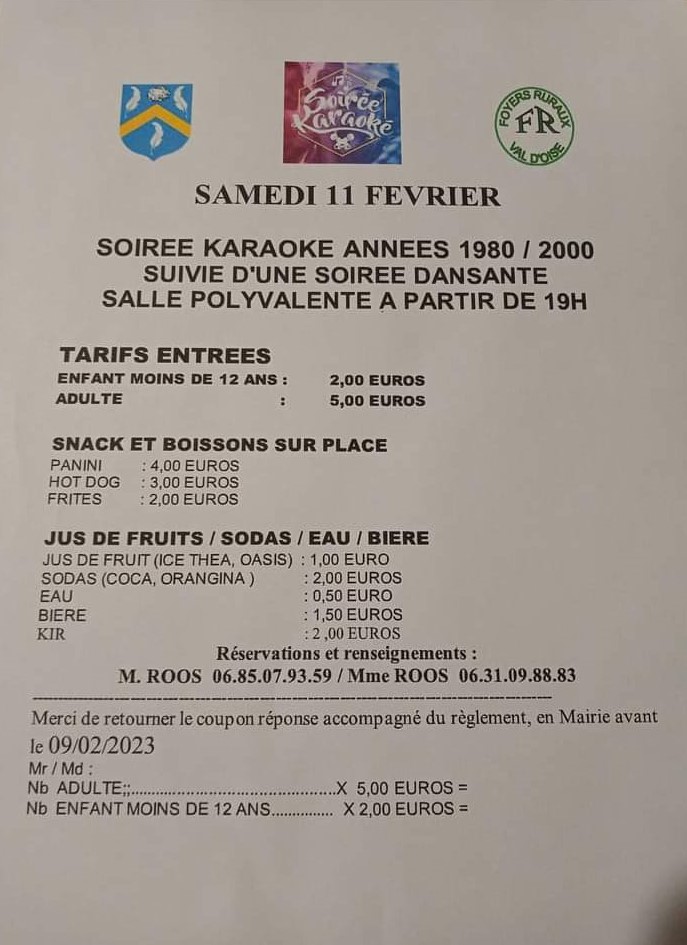 Soirée
Karaoké
FOYERS RURAUX
FR
VAL D'OISE
SAMEDI 11 FEVRIER
SOIREE KARAOKE ANNEES 1980 / 2000
SUIVIE D'UNE SOIREE DANSANTE
SALLE POLYVALENTE A PARTIR DE 19H
TARIFS ENTREES
ENFANT MOINS DE 12 ANS : 2,00 EUROS
ADULTE : 5,00 EUROS
SNACK ET BOISSONS SUR PLACE
PANINI : 4,00 EUROS
HOT DOG : 3,00 EUROS
FRITES : 2,00 EUROS
JUS DE FRUITS / SODAS / EAU / BIERE
JUS DE FRUIT (ICE THEA, OASIS) : 1,00 EURO
SODAS (COCA, ORANGINA ) : 2,00 EUROS
EAU : 0,50 EURO
BIERE : 1,50 EUROS
KIR : 2 ,00 EUROS
Réservations et renseignements :
M. ROOS 06.85.07.93.59 / Mme ROOS 06.31.09.88.83
Merci de retourner le coupon réponse accompagné du règlement, en Mairie avant
le 09/02/2023
Mr / Md :
Nb ADULTE;;..................................................X 5,00 EUROS =
Nb ENFANT MOINS DE 12 ANS............... X 2,00 EUROS =